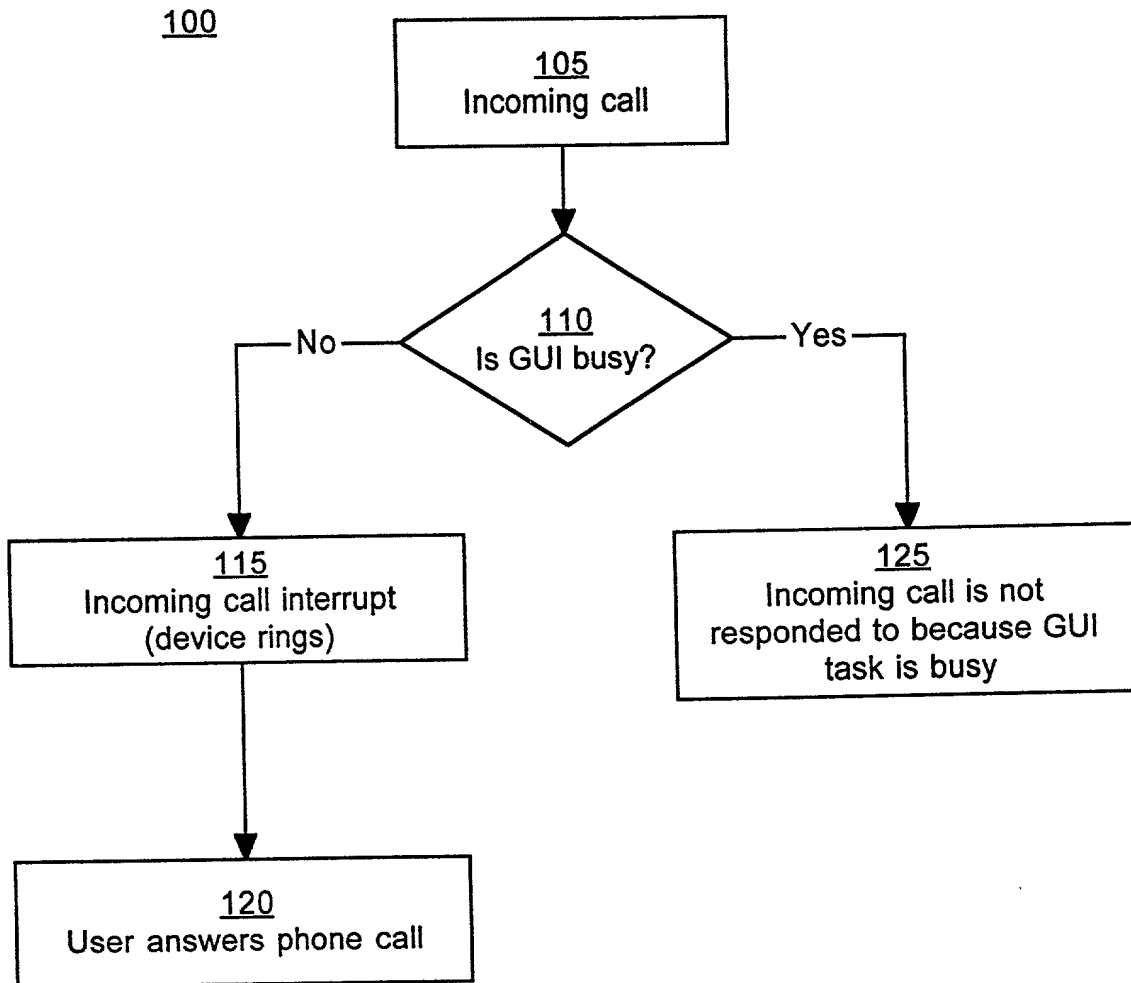 100
105
Incoming call
110
Is GUI busy?
No
Yes
115
Incoming call interrupt
(device rings)
125
Incoming call is not
responded to because GUI
task is busy
120
User answers phone call